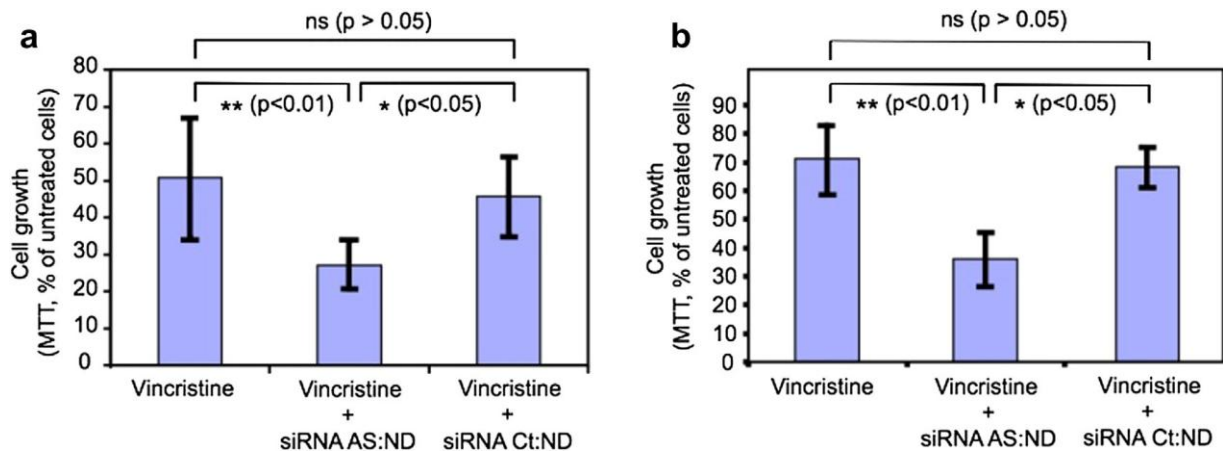 a
ns (p > 0.05)
** (p<0.01)
* (p<0.05)
Cell growth
(MTT, % of untreated cells)
80
70
60
50
40
30
20
10
0
Vincristine
Vincristine
+
siRNA AS:ND
Vincristine
+
siRNA Ct:ND
b
ns (p > 0.05)
** (p<0.01)
* (p<0.05)
Cell growth
(MTT, % of untreated cells)
90
80
70
60
50
40
30
20
10
0
Vincristine
Vincristine
+
siRNA AS:ND
Vincristine
+
siRNA Ct:ND